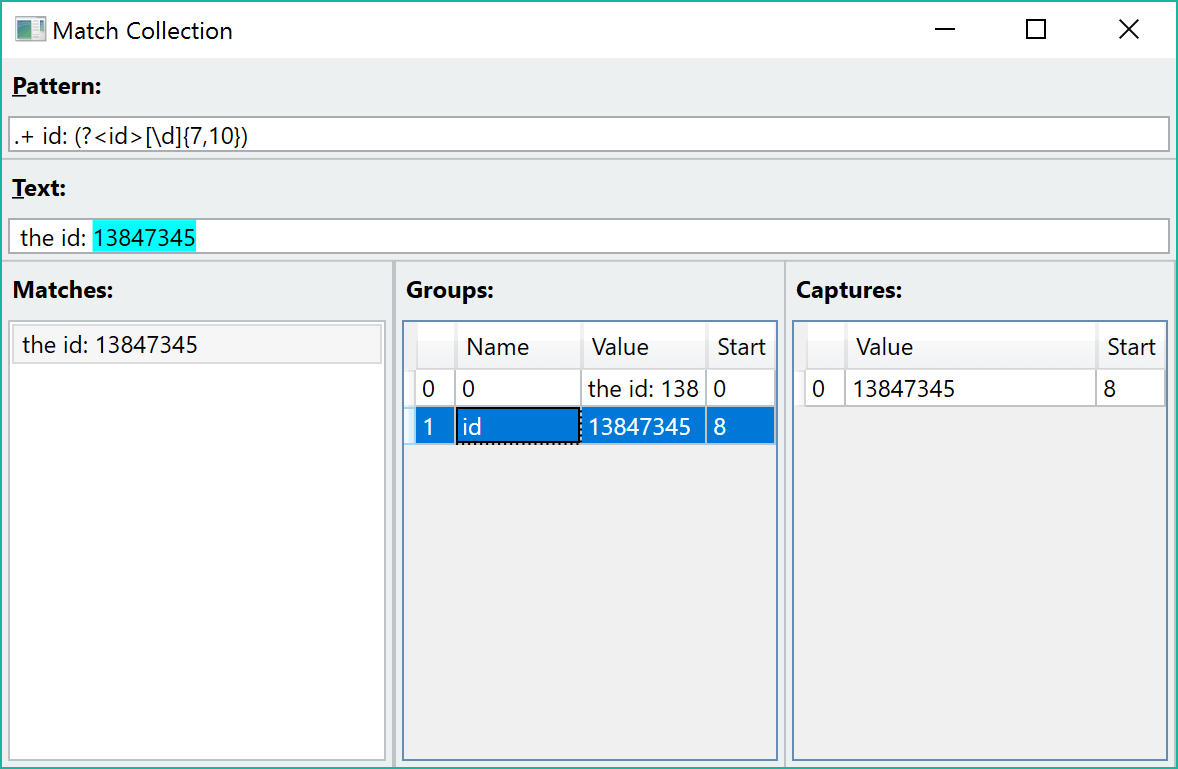 Match Collection
Pattern:
.+ id: (?<id>[\d]{7,10})
Text:
the id: 13847345
Matches:
the id: 13847345
Groups:
Name Value Start
0 0 the id: 138 0
1 id 13847345 8
Captures:
Value Start
0 13847345 8